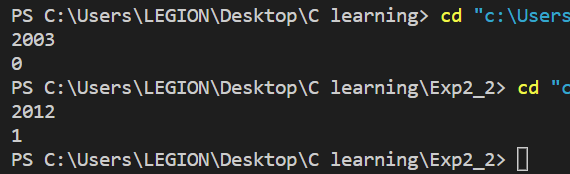 PS C:\Users\LEGION\Desktop\C learning> cd "c:\Users
2003
0
PS C:\Users\LEGION\Desktop\C learning\Exp2_2> cd "c
2012
1
PS C:\Users\LEGION\Desktop\C learning\Exp2_2>